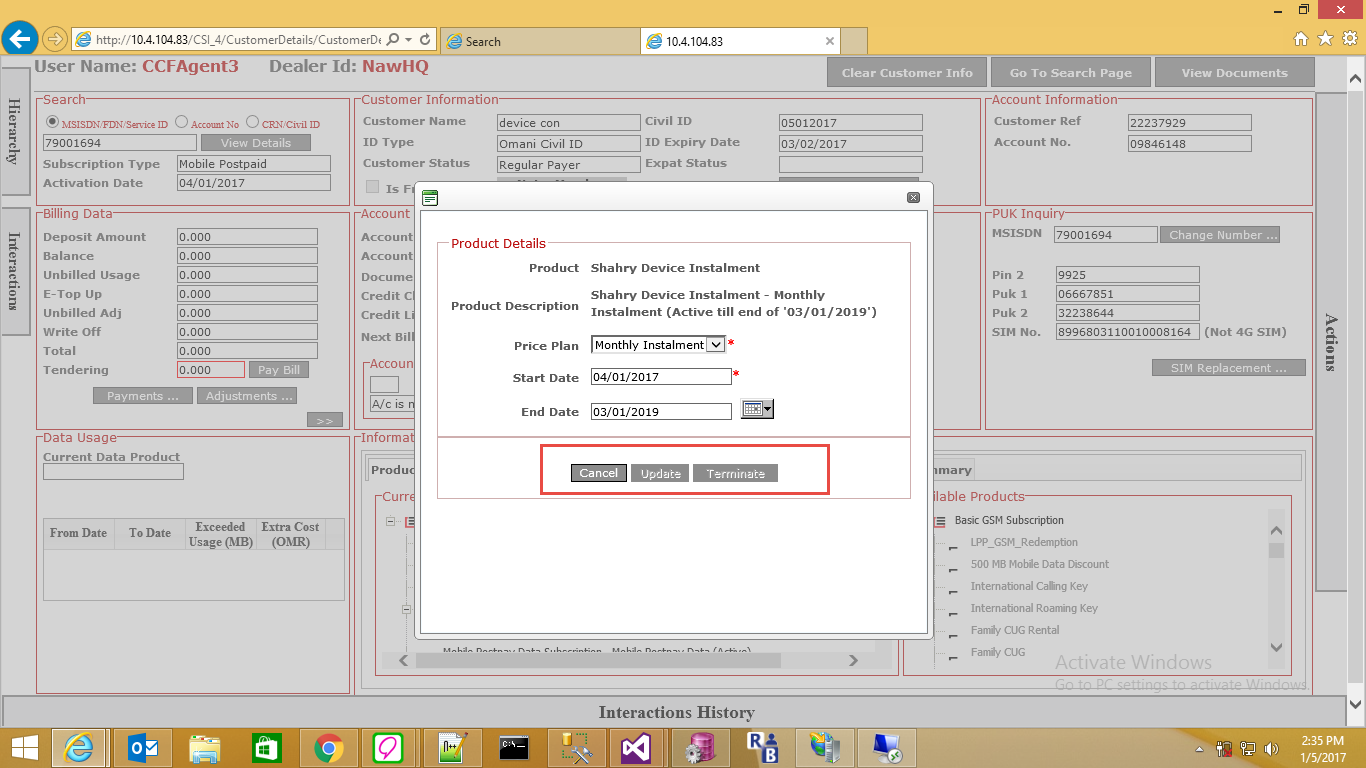 http://10.4.104.83/CSI_4/CustomerDetails/CustomerDe
Search
10.4.104.83
User Name: CCFAgent3 Dealer Id: NawHQ
Clear Customer Info
Go To Search Page
View Documents
Hierarchy
Interactions
Search
MSISDN/FDN/Service ID
Account No
CRN/Civil ID
79001694
View Details
Subscription Type Mobile Postpaid
Activation Date 04/01/2017
Customer Information
Customer Name device con
Civil ID 05012017
ID Type Omani Civil ID
ID Expiry Date 03/02/2017
Customer Status Regular Payer
Expat Status
Account Information
Customer Ref 22237929
Account No. 09846148
Billing Data
Deposit Amount 0.000
Balance 0.000
Unbilled Usage 0.000
E-Top Up 0.000
Unbilled Adj 0.000
Write Off 0.000
Total 0.000
Tendering 0.000 Pay Bill
Payments ...
Adjustments ...
>>
Account
Account
Account
Next Bill
A/c is
PUK Inquiry
MSISDN 79001694 Change Number ...
Pin 2 9925
Puk 1 06667851
Puk 2 32238644
SIM No. 8996803110010008164 (Not 4G SIM)
SIM Replacement ...
Actions
Product Details
Product Shahry Device Instalment
Product Description Shahry Device Instalment - Monthly
Instalment (Active till end of '03/01/2019')
Price Plan Monthly Instalment *
Start Date 04/01/2017 *
End Date 03/01/2019
Cancel Update Terminate
Data Usage
Current Data Product
From Date
To Date
Exceeded
Usage (MB)
Extra Cost
(OMR)
Mobile Postpay Data Subscription - Mobile Postpay Data (Active)
Basic GSM Subscription
LPP_GSM_Redemption
500 MB Mobile Data Discount
International Calling Key
International Roaming Key
Family CUG Rental
Family CUG
Activate Windows
Go to PC settings to activate Windows.
Interactions History
2:35 PM
1/5/2017